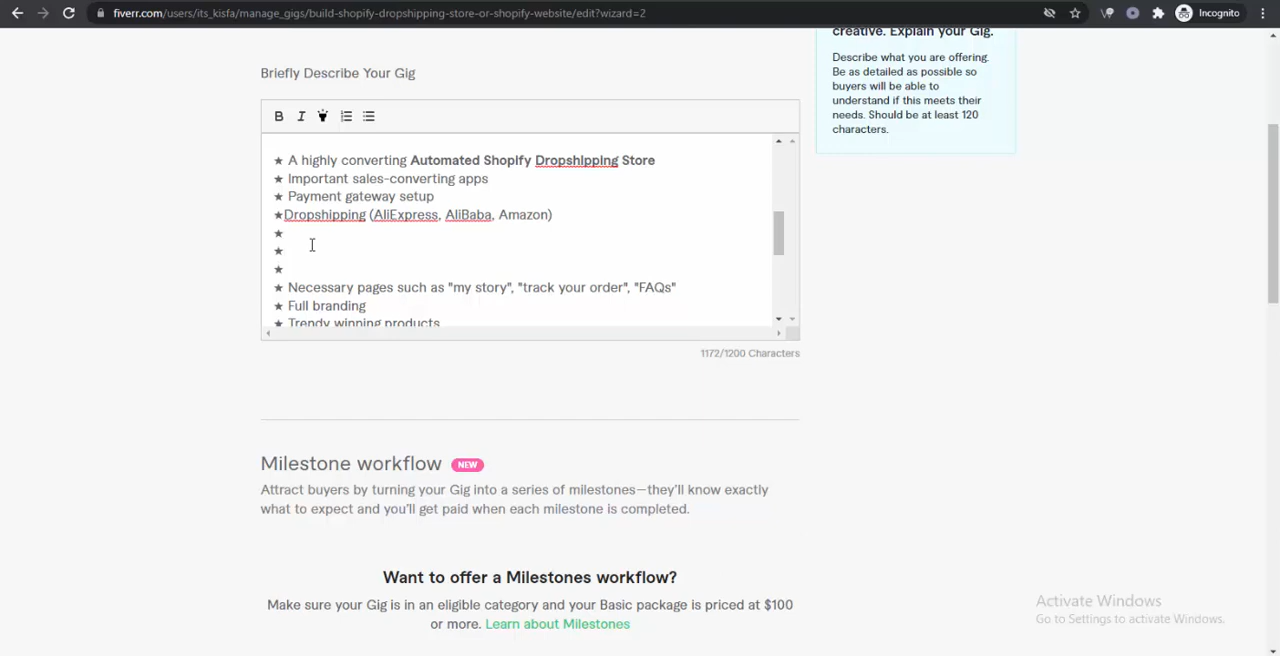 fiverr.com/users/its_kisfa/manage_gigs/build-shopify-dropshipping-store-or-shopify-website/edit?wizard=2
Incognito
creative. Explain your Gig.
Describe what you are offering.
Be as detailed as possible so
buyers will be able to
understand if this meets their
needs. Should be at least 120
characters.
Briefly Describe Your Gig
B I
★ A highly converting Automated Shopify Dropshipping Store
★ Important sales-converting apps
★ Payment gateway setup
★Dropshipping (AliExpress, AliBaba, Amazon)
★
★
★
★ Necessary pages such as "my story", "track your order", "FAQs"
★ Full branding
★ Trendy winning products
1172/1200 Characters
Milestone workflow NEW
Attract buyers by turning your Gig into a series of milestones—they'll know exactly
what to expect and you'll get paid when each milestone is completed.
Want to offer a Milestones workflow?
Make sure your Gig is in an eligible category and your Basic package is priced at $100
or more. Learn about Milestones
Activate Windows
Go to Settings to activate Windows.